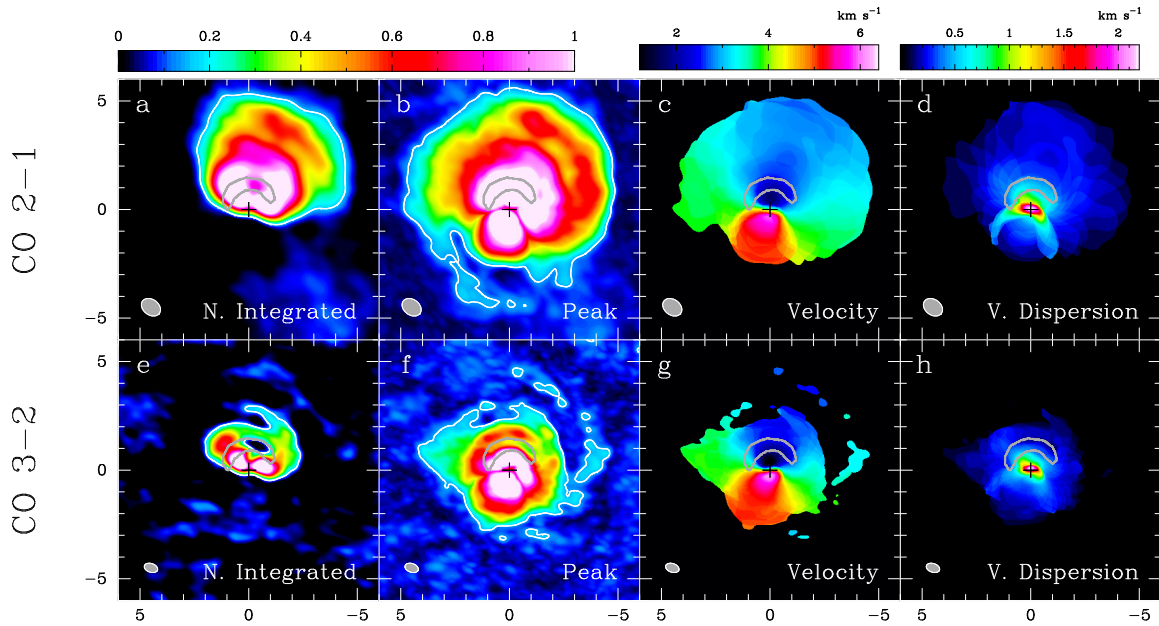 km s⁻¹ km s⁻¹
0 0.2 0.4 0.6 0.8 1 2 4 6 0.5 1 1.5 2
CO 2−1
5 a b c d
0
−5 N. Integrated Peak Velocity V. Dispersion
CO 3−2
5 e f g h
0
−5 N. Integrated Peak Velocity V. Dispersion
5 0 −5 5 0 −5 5 0 −5 5 0 −5